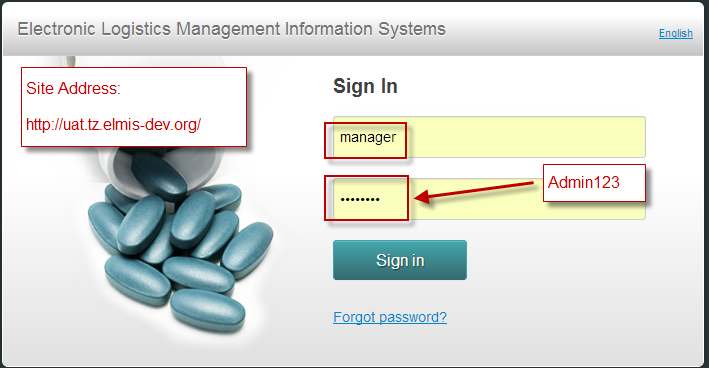 Electronic Logistics Management Information Systems
English
Site Address:
http://uat.tz.elmis-dev.org/
Sign In
manager
••••••••
Admin123
Sign in
Forgot password?